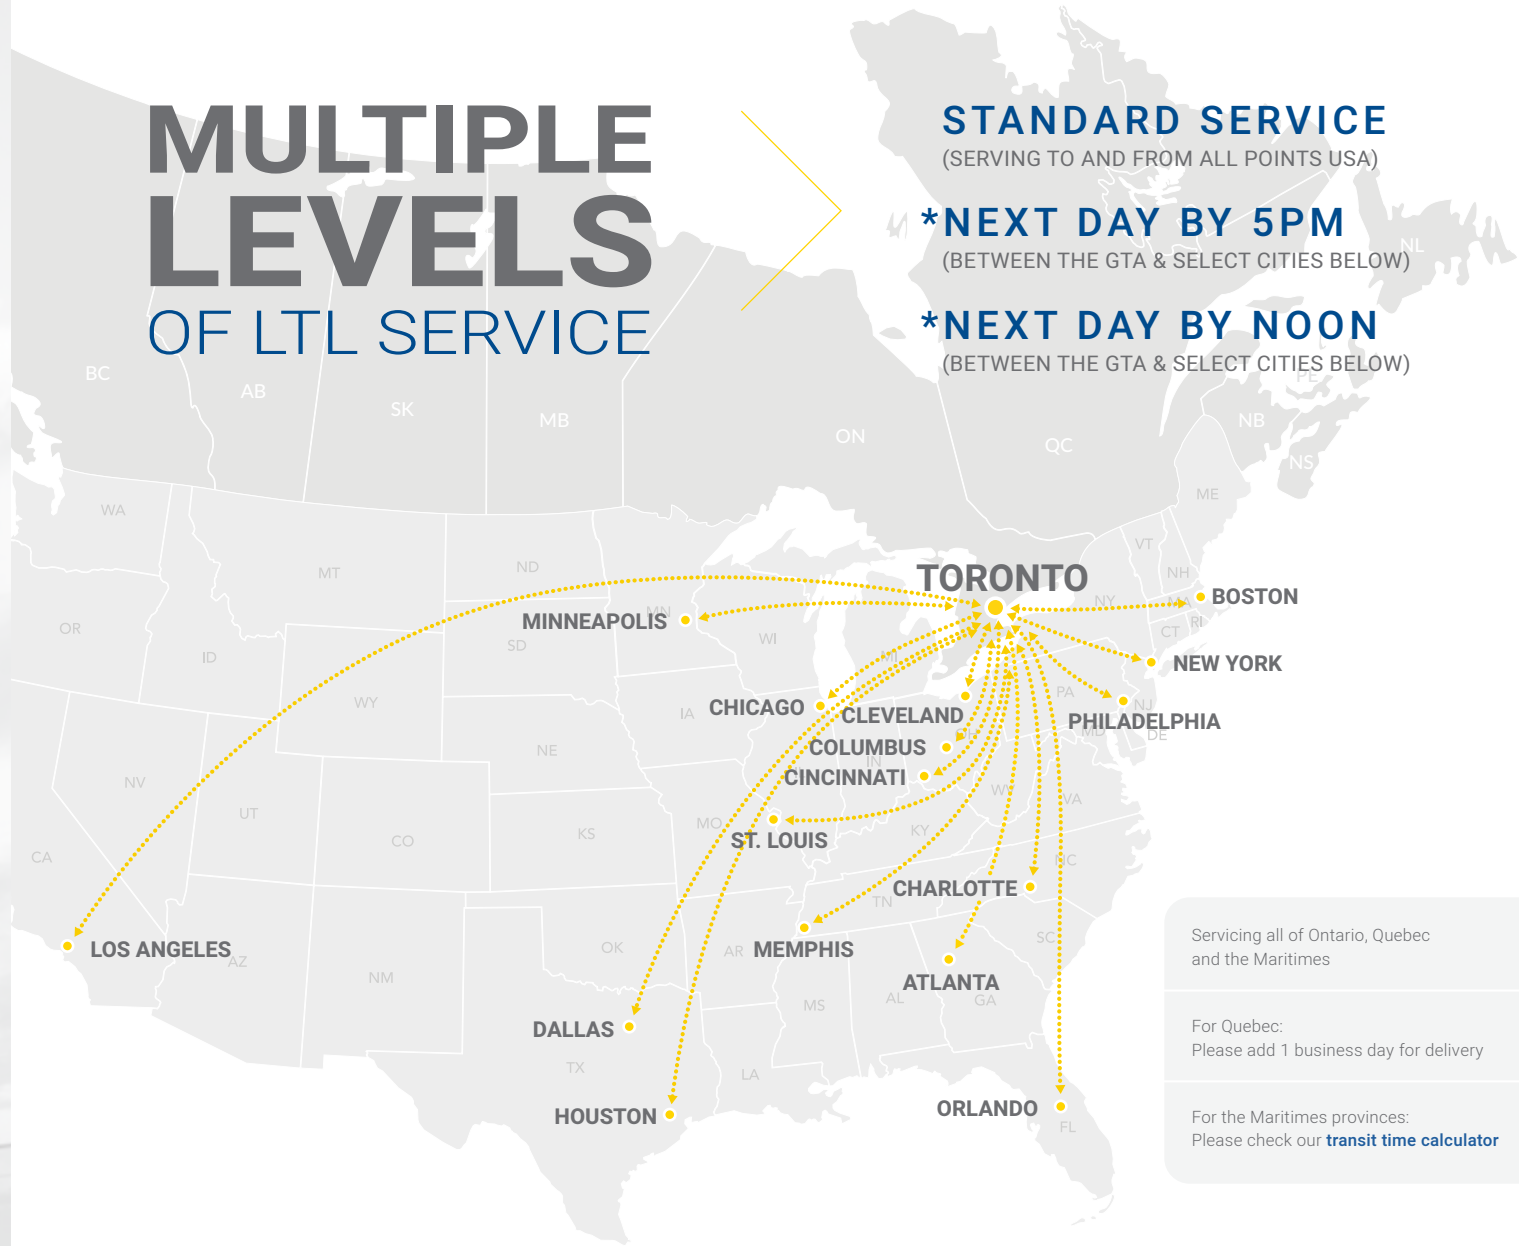 MULTIPLE
LEVELS
OF LTL SERVICE
STANDARD SERVICE
(SERVING TO AND FROM ALL POINTS USA)
*NEXT DAY BY 5PM
(BETWEEN THE GTA & SELECT CITIES BELOW)
*NEXT DAY BY NOON
(BETWEEN THE GTA & SELECT CITIES BELOW)
NL
PE
BC
AB
SK
MB
ON
QC
NB
NS
ME
WA
MT
ND
VT
NH
TORONTO
MINNEAPOLIS
MN
NY
MA
BOSTON
OR
ID
SD
WI
MI
CT
RI
NEW YORK
WY
IA
CHICAGO
CLEVELAND
PA
NJ
PHILADELPHIA
MD
DE
OH
COLUMBUS
NE
IN
CINCINNATI
NV
UT
CO
KS
MO
ST. LOUIS
KY
WV
VA
CA
CHARLOTTE
NC
TN
LOS ANGELES
AZ
NM
OK
AR
MEMPHIS
SC
ATLANTA
MS
AL
GA
DALLAS
TX
LA
HOUSTON
ORLANDO
FL
Servicing all of Ontario, Quebec
and the Maritimes
For Quebec:
Please add 1 business day for delivery
For the Maritimes provinces:
Please check our transit time calculator